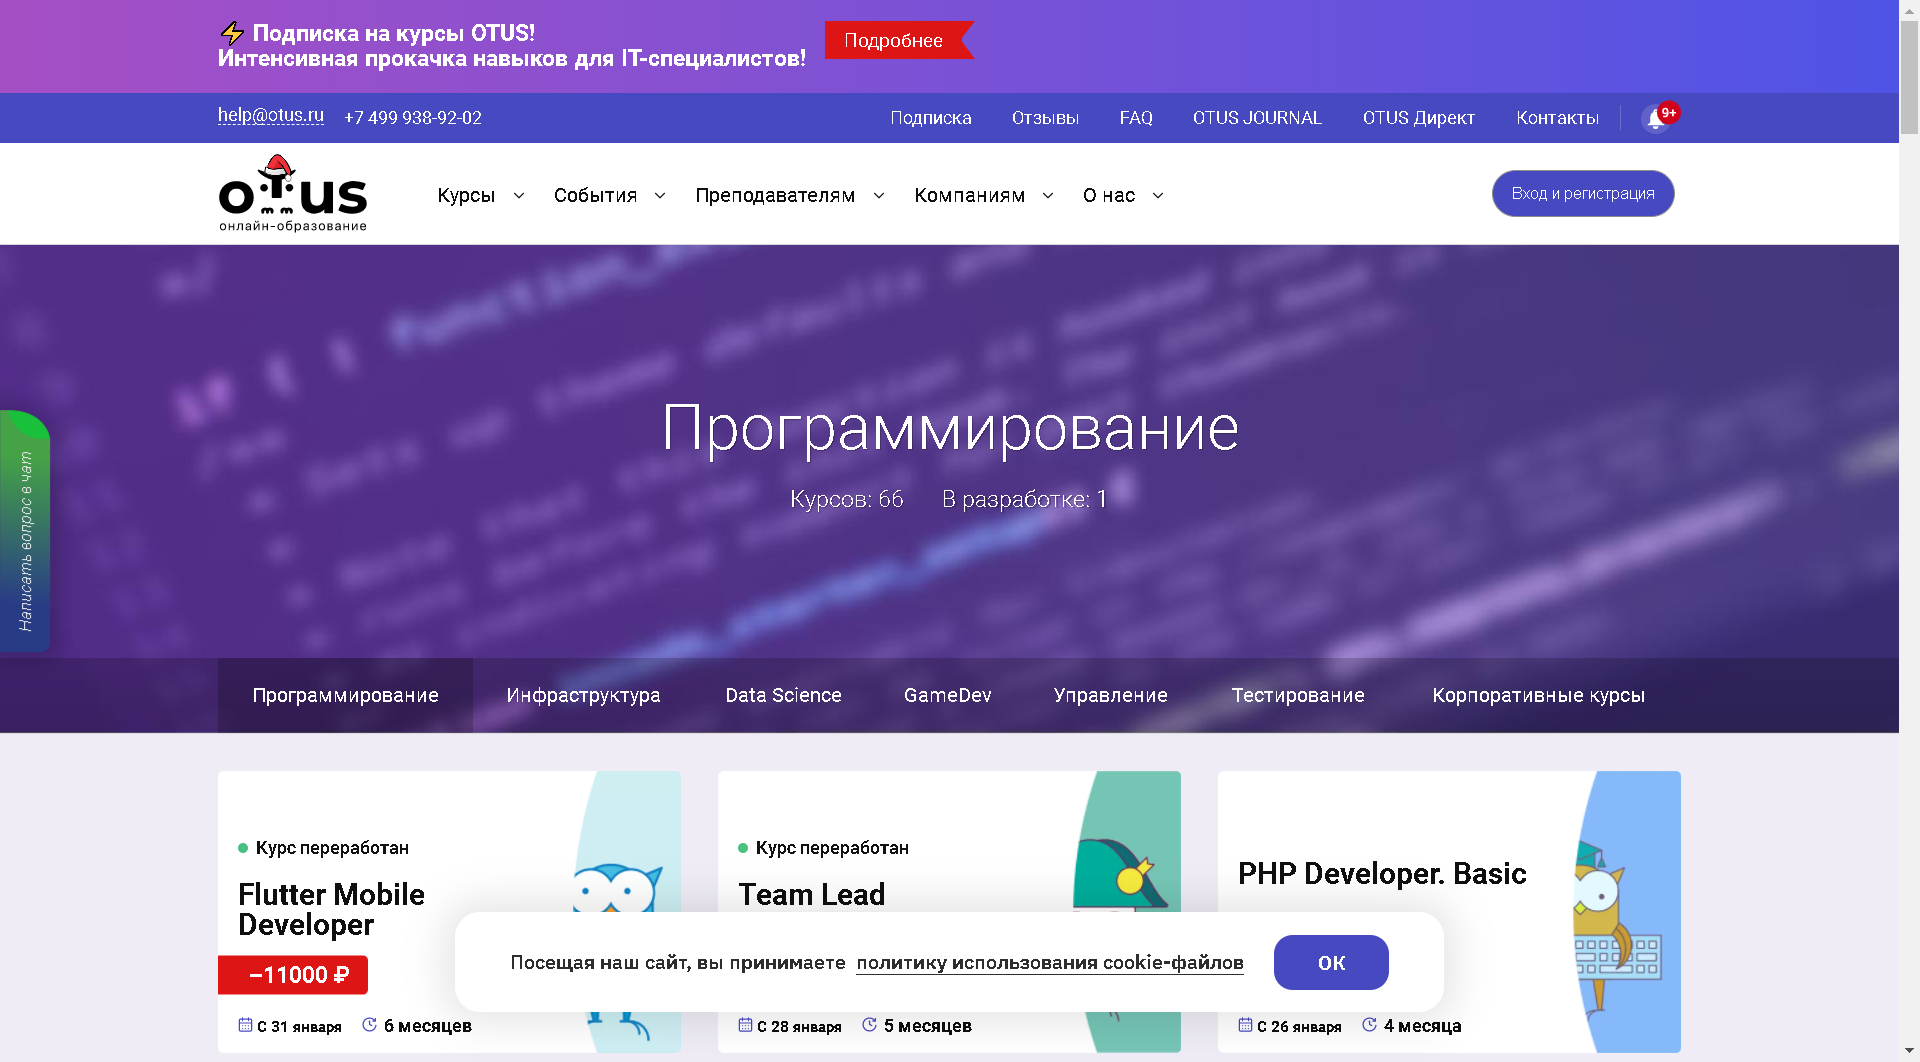 ⚡ Подписка на курсы OTUS!
Интенсивная прокачка навыков для IT-специалистов!
Подробнее
help@otus.ru +7 499 938-92-02 Подписка Отзывы FAQ OTUS JOURNAL OTUS Директ Контакты 9+
OTUS
онлайн-образование
Курсы События Преподавателям Компаниям О нас Вход и регистрация
Программирование
Курсов: 66 В разработке: 1
Написать вопрос в чат
Программирование Инфраструктура Data Science GameDev Управление Тестирование Корпоративные курсы
Курс переработан
Flutter Mobile
Developer
–11000 ₽
С 31 января 6 месяцев
Курс переработан
Team Lead
С 28 января 5 месяцев
PHP Developer. Basic
С 26 января 4 месяца
Посещая наш сайт, вы принимаете политику использования cookie-файлов
ОК